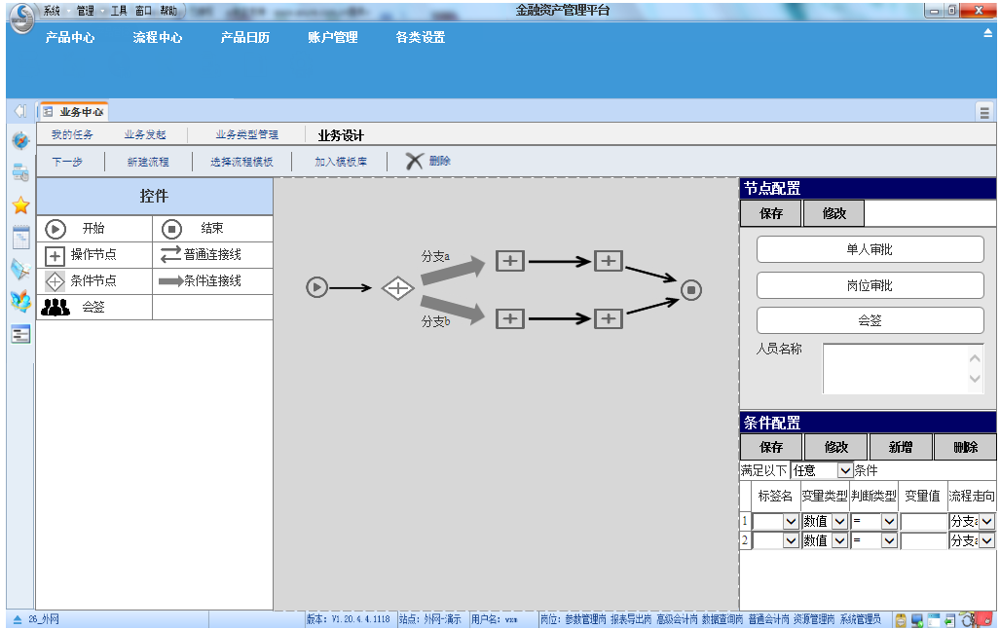 系统 管理 工具 窗口 帮助 金融资产管理平台
产品中心 流程中心 产品日历 账户管理 各类设置
业务中心
我的任务 业务发起 业务类型管理 业务设计
下一步 新建流程 选择流程模板 加入模板库 删除
控件
开始 结束
操作节点 普通连接线
条件节点 条件连接线
会签
分支a
分支b
节点配置
保存 修改
单人审批
岗位审批
会签
人员名称
条件配置
保存 修改 新增 删除
满足以下 任意 条件
标签名 变量类型 判断类型 变量值 流程走向
1 数值 = 分支a
2 数值 = 分支a
26_外网 版本: V1.20.4.4.1118 站点: 外网-演示 用户名: vxm 岗位: 参数管理岗 报表导出岗 高级会计岗 数据查询岗 普通会计岗 资源管理岗 系统管理员